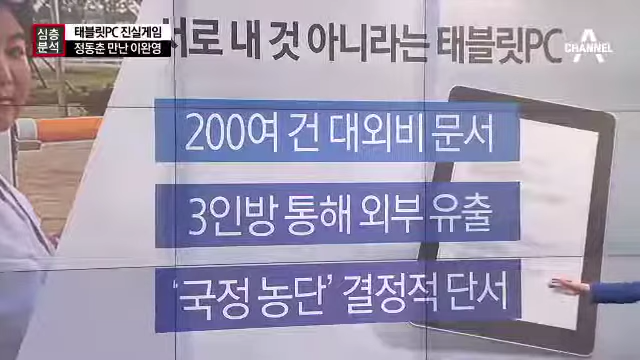 심층
분석
태블릿PC 진실게임
정동춘 만난 이완영
서로 내 것 아니라는 태블릿PC
CHANNEL
200여 건 대외비 문서
3인방 통해 외부 유출
‘국정 농단’ 결정적 단서